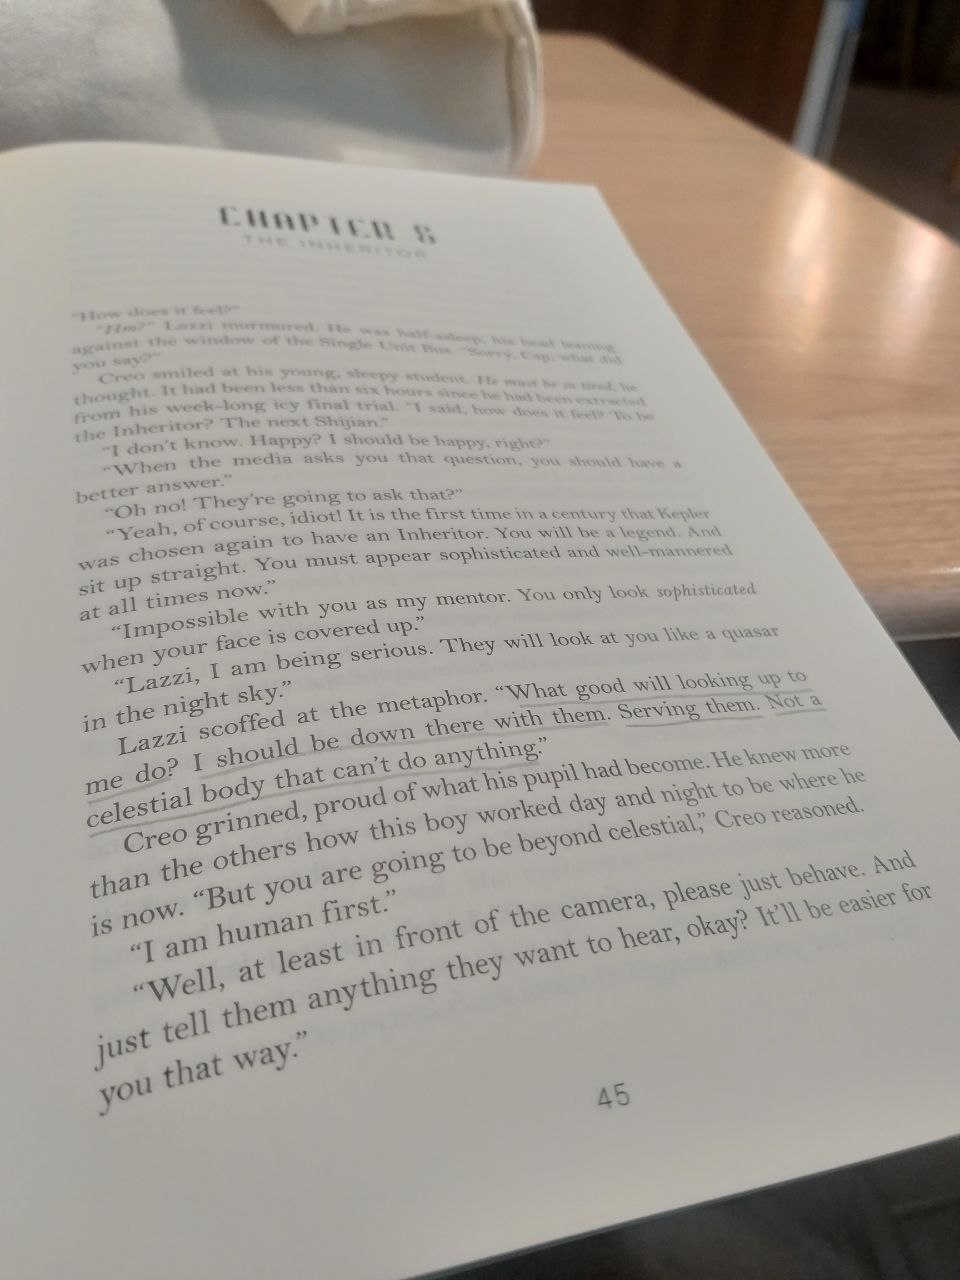 CHAPTER 8
THE INHERITOR
“How does it feel?”
“Hm?” Lazzi murmured. He was half-asleep, his head leaning
against the window of the Single Unit Bus. “Sorry, Cap, what did
you say?”
Creo smiled at his young, sleepy student. He must be so tired, he
thought. It had been less than six hours since he had been extracted
from his week-long icy final trial. “I said, how does it feel? To be
the Inheritor? The next Shijian.”
“I don’t know. Happy? I should be happy, right?”
“When the media asks you that question, you should have a
better answer.”
“Oh no! They’re going to ask that?”
“Yeah, of course, idiot! It is the first time in a century that Kepler
was chosen again to have an Inheritor. You will be a legend. And
sit up straight. You must appear sophisticated and well-mannered
at all times now.”
“Impossible with you as my mentor. You only look sophisticated
when your face is covered up.”
“Lazzi, I am being serious. They will look at you like a quasar
in the night sky.”
Lazzi scoffed at the metaphor. “What good will looking up to
me do? I should be down there with them. Serving them. Not a
celestial body that can’t do anything.”
Creo grinned, proud of what his pupil had become. He knew more
than the others how this boy worked day and night to be where he
is now. “But you are going to be beyond celestial,” Creo reasoned.
“I am human first.”
“Well, at least in front of the camera, please just behave. And
just tell them anything they want to hear, okay? It’ll be easier for
you that way.”
45